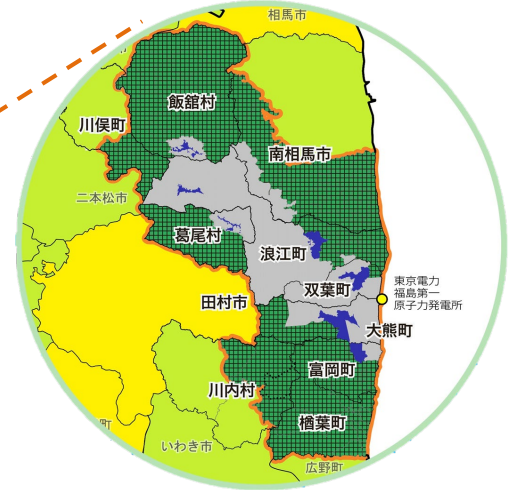 相馬市
飯舘村
川俣町
南相馬市
二本松市
葛尾村
浪江町
双葉町
東京電力
福島第一
原子力発電所
田村市
大熊町
富岡町
川内村
楢葉町
町
いわき市
広野町